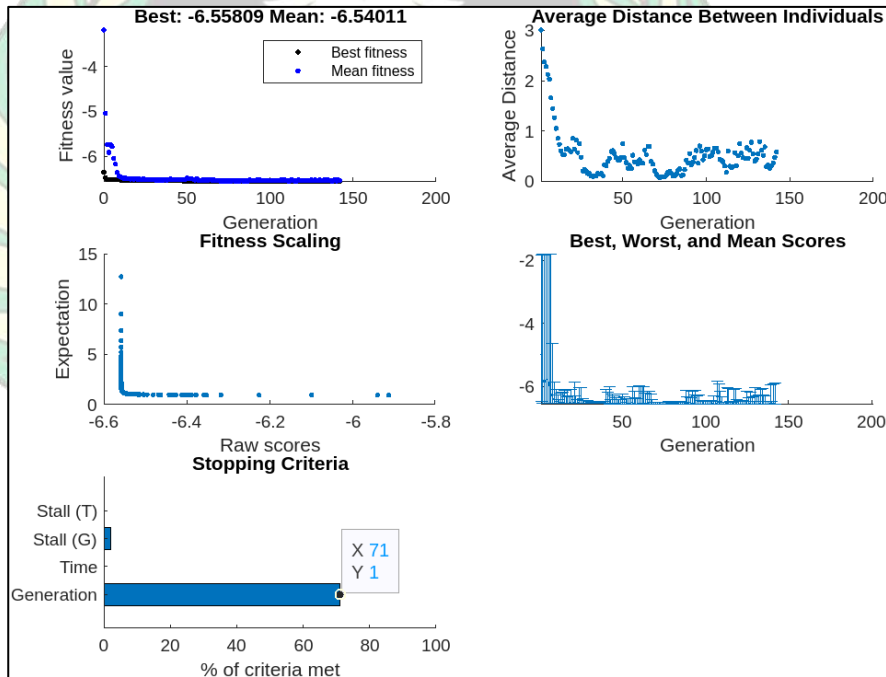 Best: -6.55809 Mean: -6.54011
Best fitness
Mean fitness
Fitness value
-4
-5
-6
0
50
100
150
200
Generation
Average Distance Between Individuals
Average Distance
3
2
1
0
0
50
100
150
200
Generation
Fitness Scaling
Expectation
15
10
5
0
-6.6
-6.4
-6.2
-6
-5.8
Raw scores
Best, Worst, and Mean Scores
-2
-4
-6
50
100
150
200
Generation
Stopping Criteria
Stall (T)
Stall (G)
Time
Generation
X 71
Y 1
0
20
40
60
80
100
% of criteria met